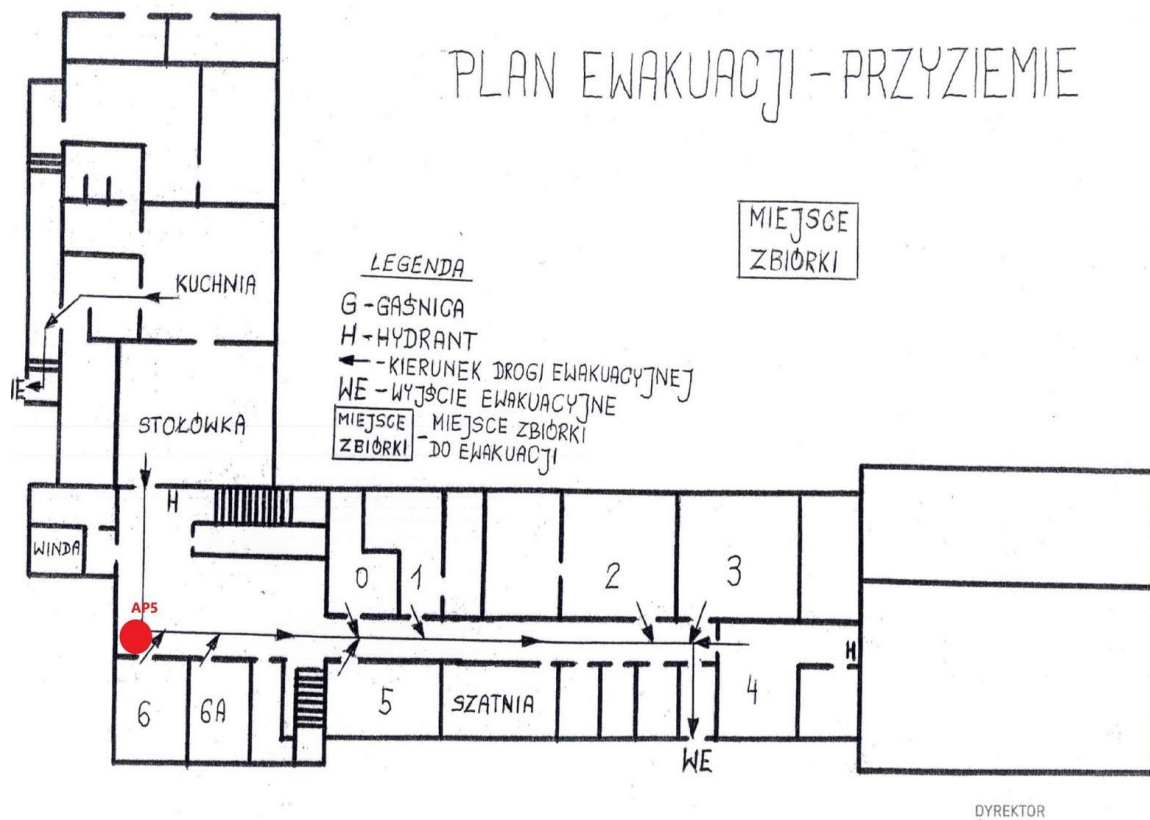 PLAN EWAKUACJI - PRZYZIEMIE
MIEJSCE
ZBIÓRKI
LEGENDA
G - GAŚNICA
H - HYDRANT
- KIERUNEK DROGI EWAKUACYJNEJ
WE - WYJŚCIE EWAKUACYJNE
MIEJSCE ZBIÓRKI - MIEJSCE ZBIÓRKI
DO EWAKUACJI
KUCHNIA
STOŁÓWKA
H
WINDA
0
1
2
3
AP5
H
6
6A
5
SZATNIA
4
WE
DYREKTOR